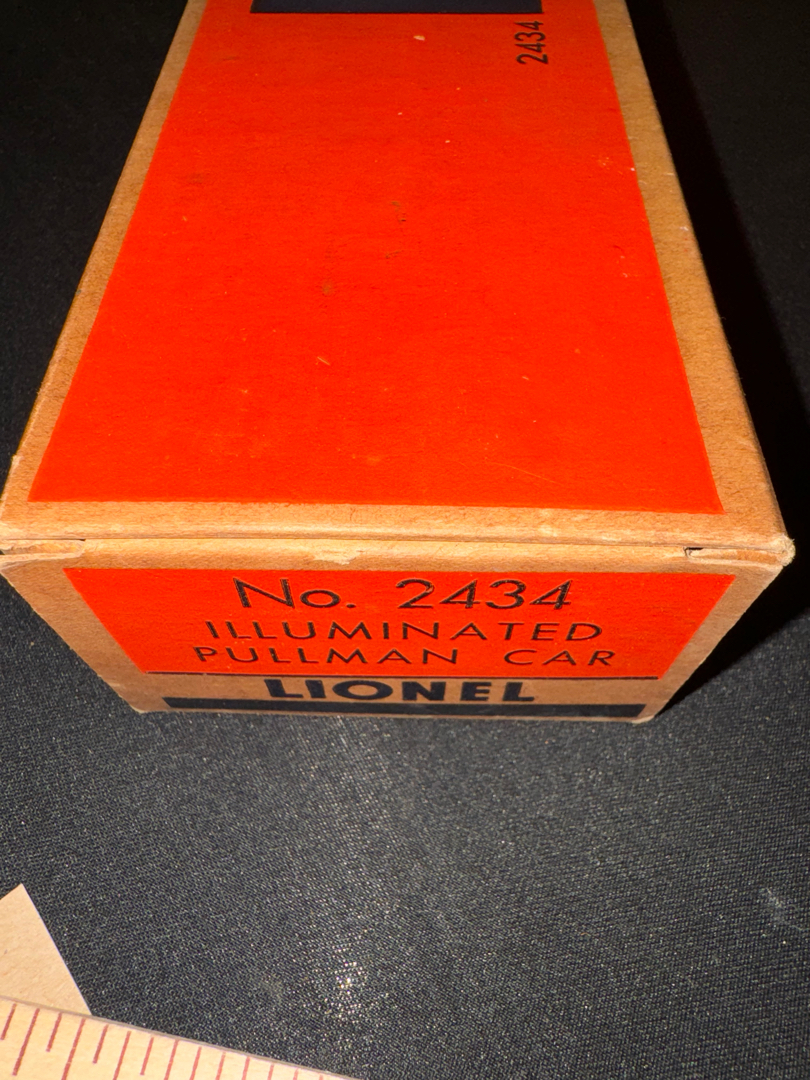 2434
No. 2434
ILLUMINATED
PULLMAN CAR
LIONEL